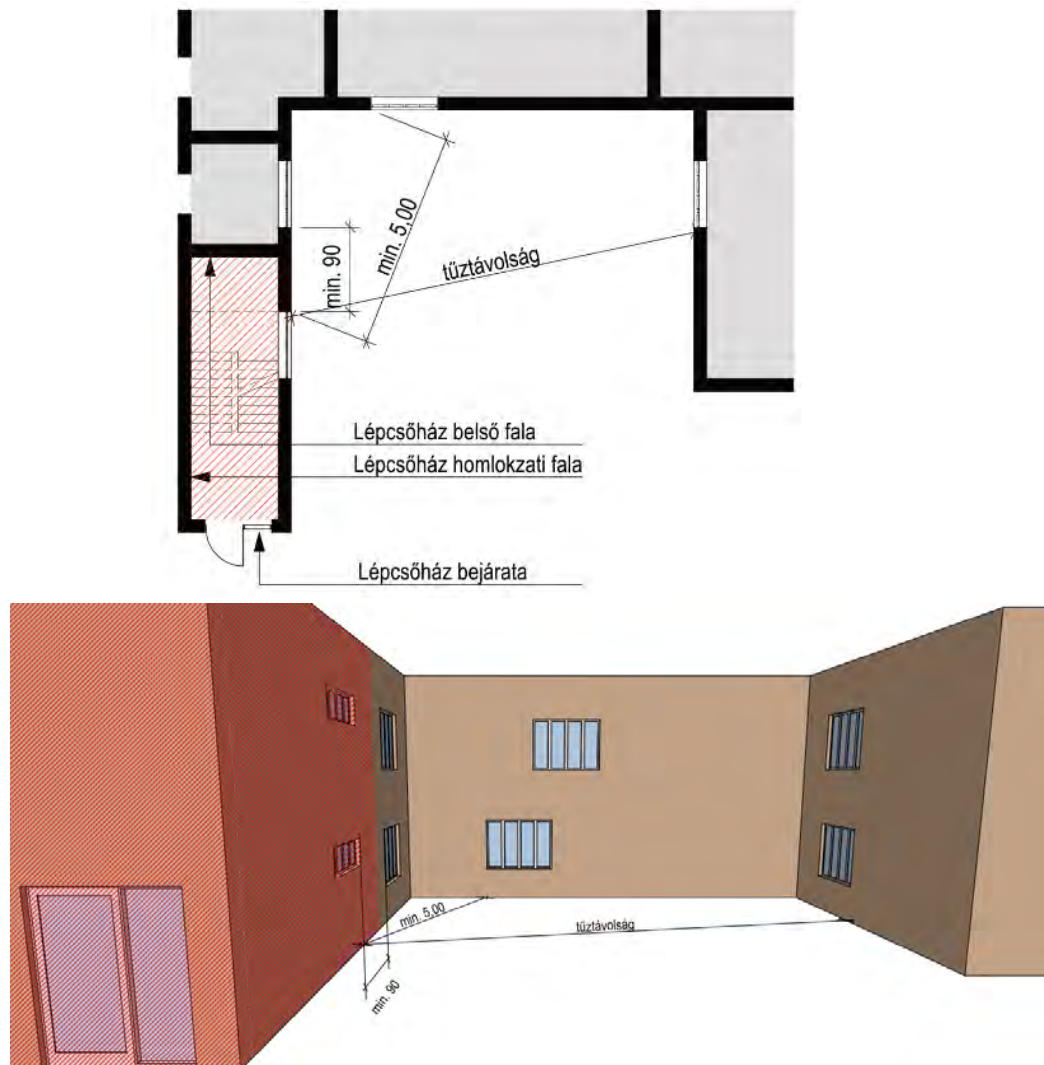 min. 5,00
min. 90
tűztávolság
Lépcsőház belső fala
Lépcsőház homlokzati fala
Lépcsőház bejárata
min. 5,00
tűztávolság
min. 90